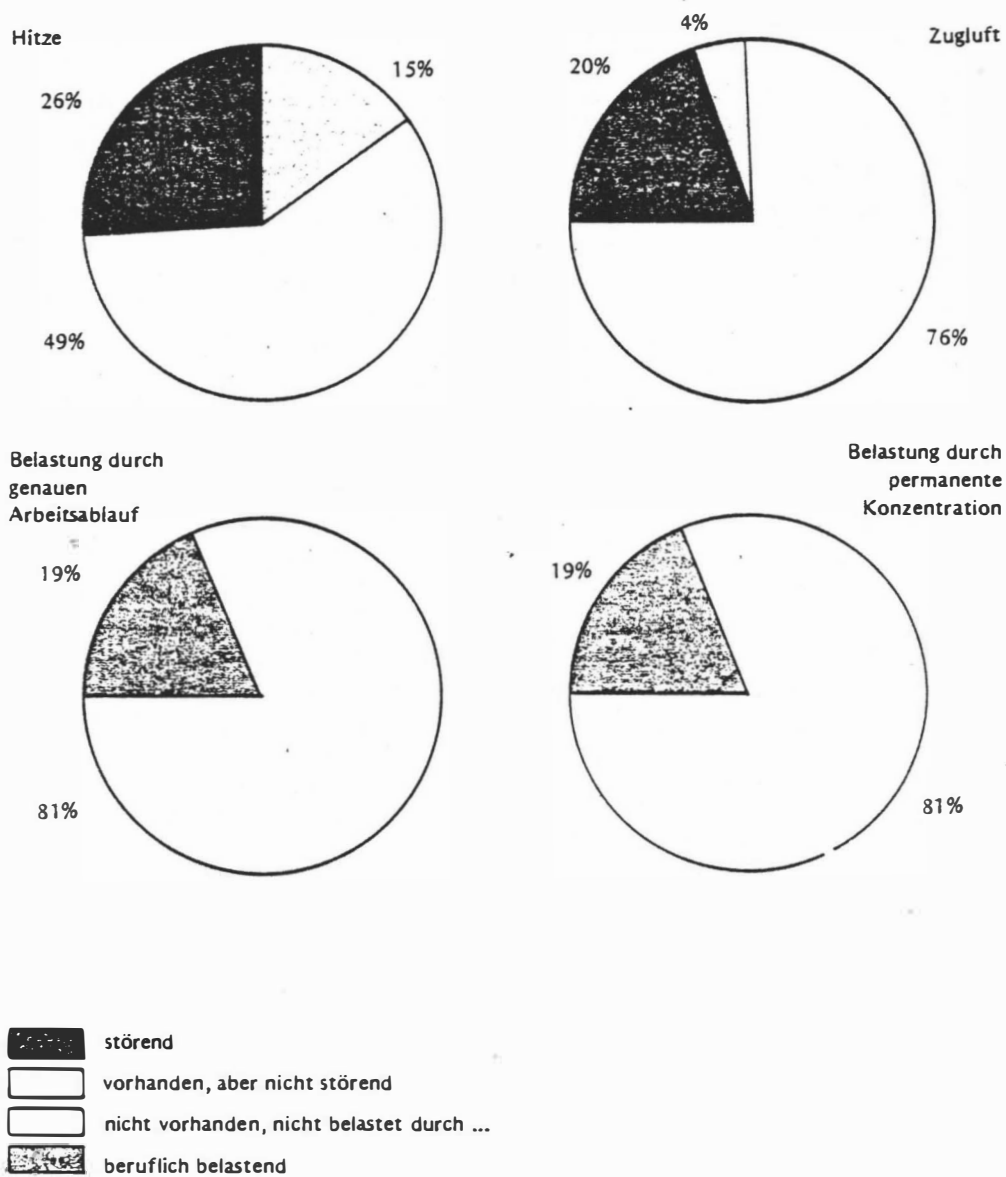 Hitze
26%
15%
49%
4%
20%
Zugluft
76%
Belastung durch
genauen
Arbeitsablauf
19%
81%
Belastung durch
permanente
Konzentration
19%
81%
störend
vorhanden, aber nicht störend
nicht vorhanden, nicht belastet durch ...
beruflich belastend